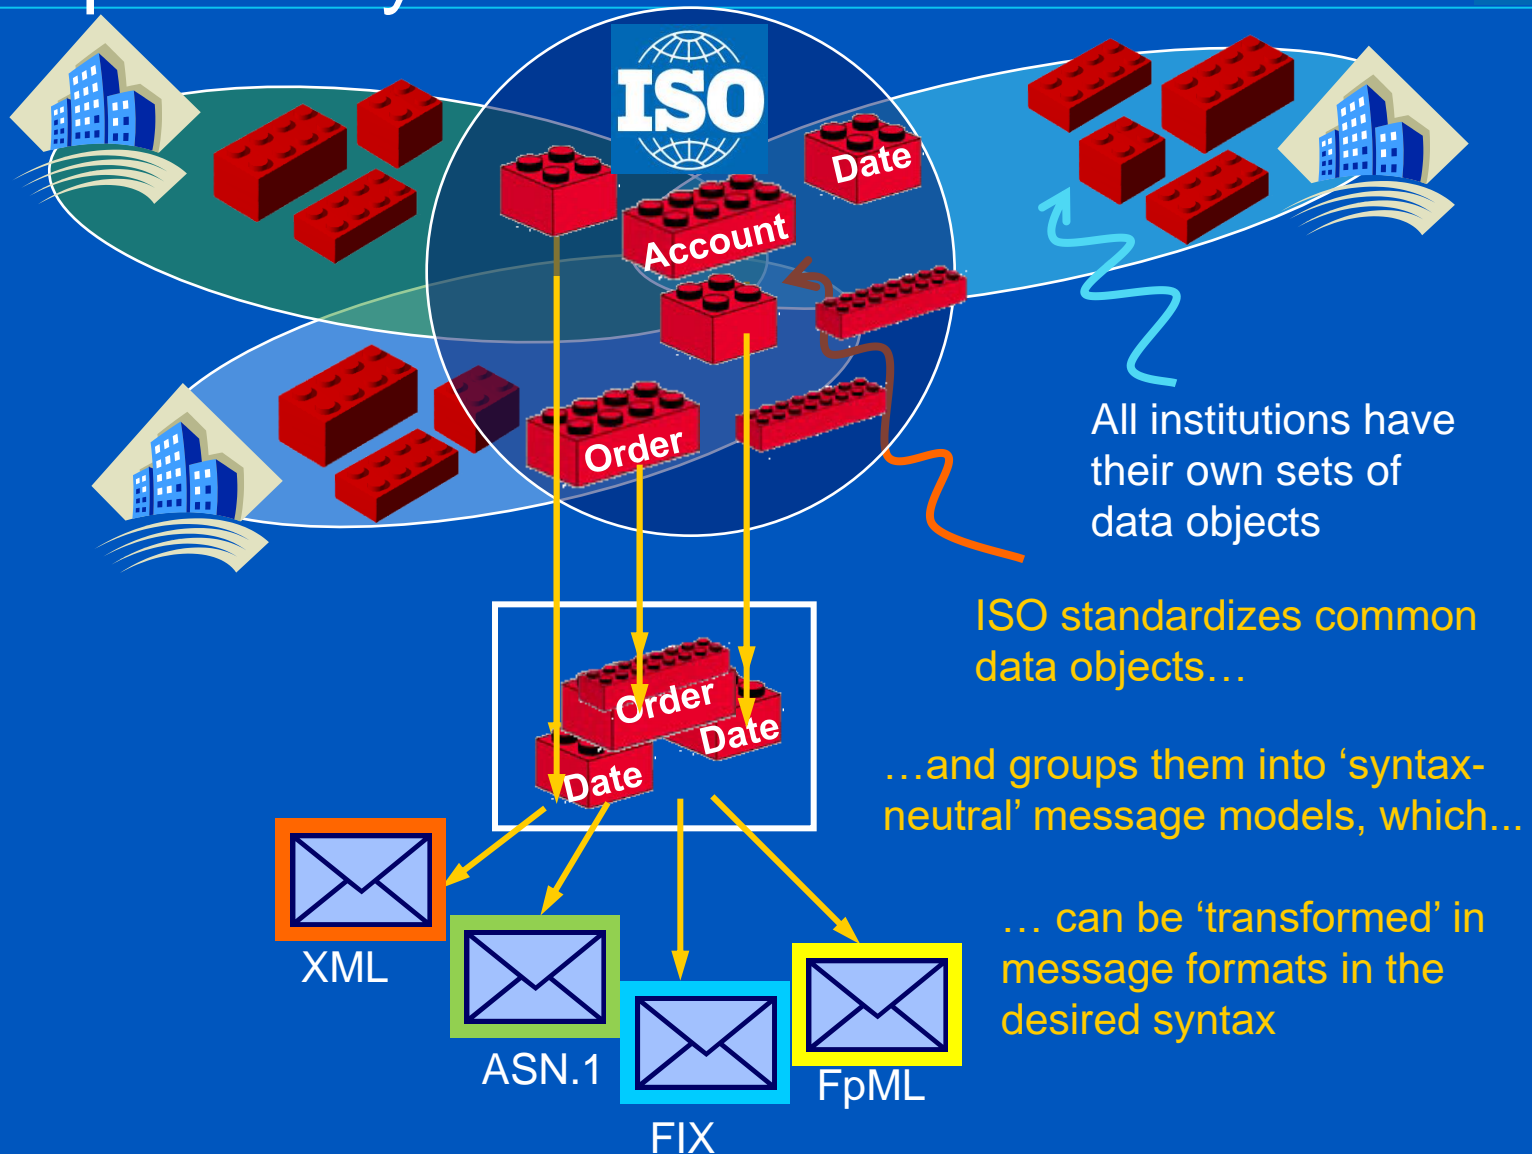 ISO
Date
Account
Order
All institutions have
their own sets of
data objects
ISO standardizes common
data objects…
Order
Date
Date
…and groups them into ‘syntax-
neutral’ message models, which...
… can be ‘transformed’ in
message formats in the
desired syntax
XML
ASN.1
FIX
FpML